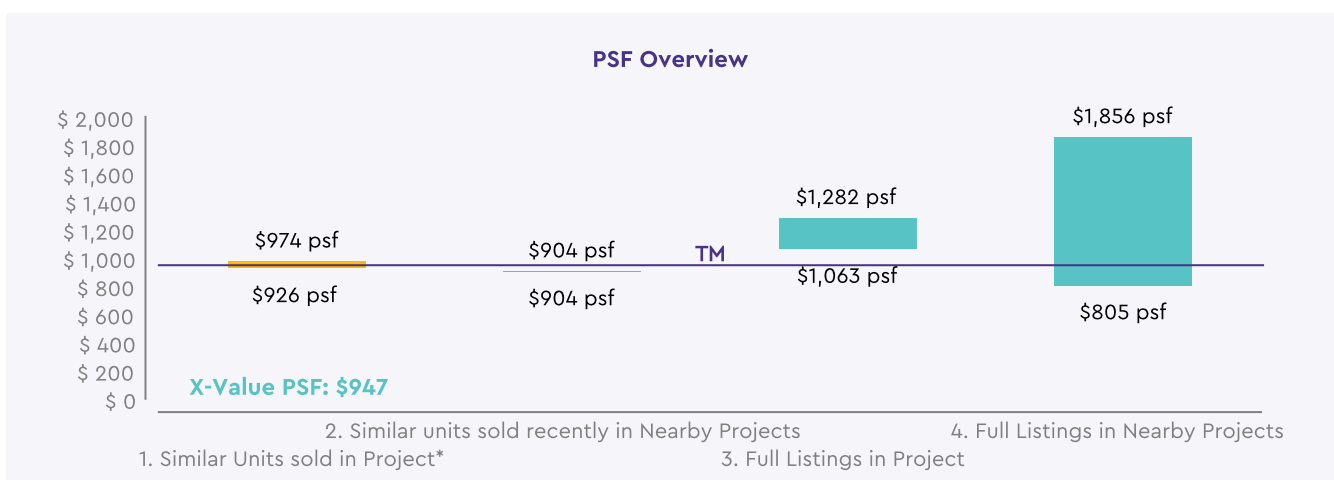 PSF Overview
$ 2,000
$ 1,800
$ 1,600
$ 1,400
$ 1,200
$ 1,000
$ 800
$ 600
$ 400
$ 200
$ 0
$974 psf
$926 psf
$904 psf
$904 psf
TM
$1,282 psf
$1,063 psf
$1,856 psf
$805 psf
X-Value PSF: $947
1. Similar Units sold in Project*
2. Similar units sold recently in Nearby Projects
3. Full Listings in Project
4. Full Listings in Nearby Projects